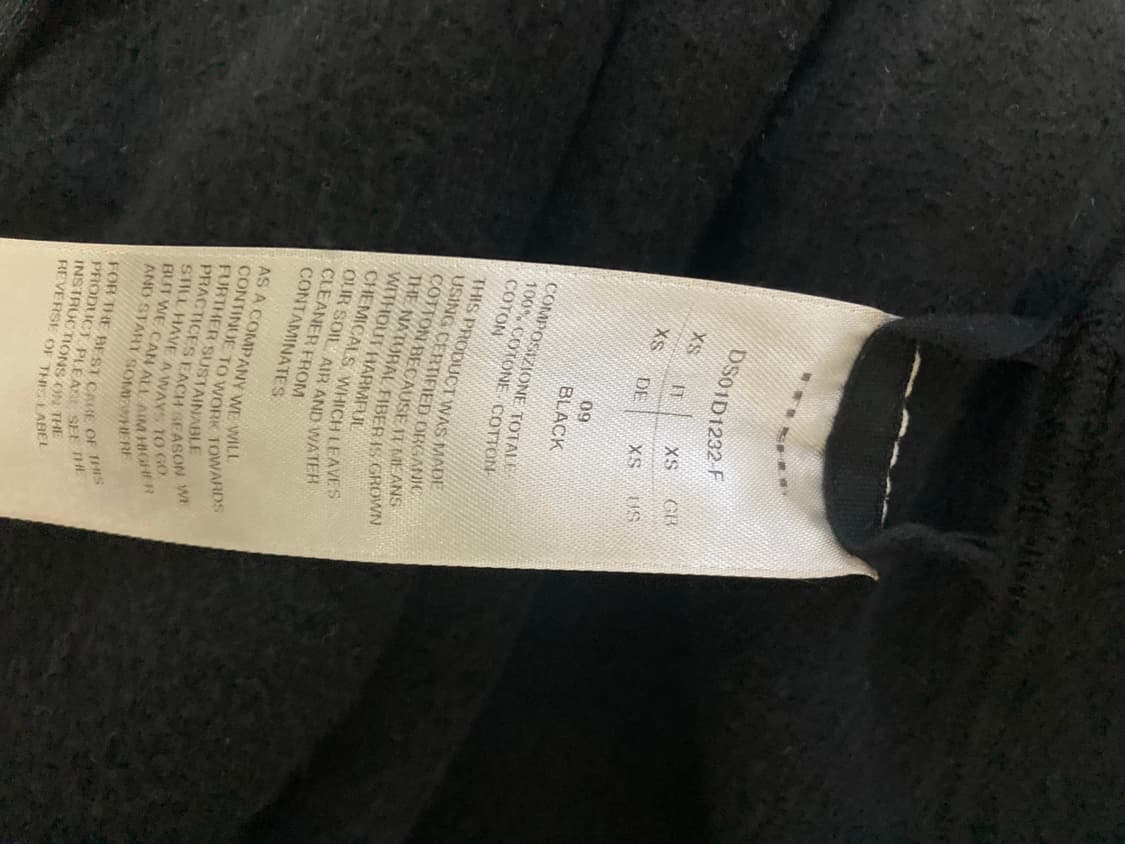 DS01D1232-F
XS IT XS GB
XS DE XS US
09
BLACK
COMPOSIZIONE TOTALE
100% COTONE COTTON
COTON
THIS PRODUCT WAS MADE
USING CERTIFIED ORGANIC
COTTON BECAUSE IT MEANS
THE NATURAL FIBER IS GROWN
WITHOUT HARMFUL
CHEMICALS WHICH LEAVES
OUR SOIL, AIR AND WATER
CLEANER FROM
CONTAMINATES
AS A COMPANY WE WILL
CONTINUE TO WORK TOWARDS
FURTHER SUSTAINABLE
PRACTICES EACH SEASON WE
STILL HAVE A WAYS TO GO
BUT WE CAN ALL AIM HIGHER
AND START SOMEWHERE
FOR THE BEST CARE OF THIS
PRODUCT, PLEASE SEE THE
INSTRUCTIONS ON THE
REVERSE OF THIS LABEL